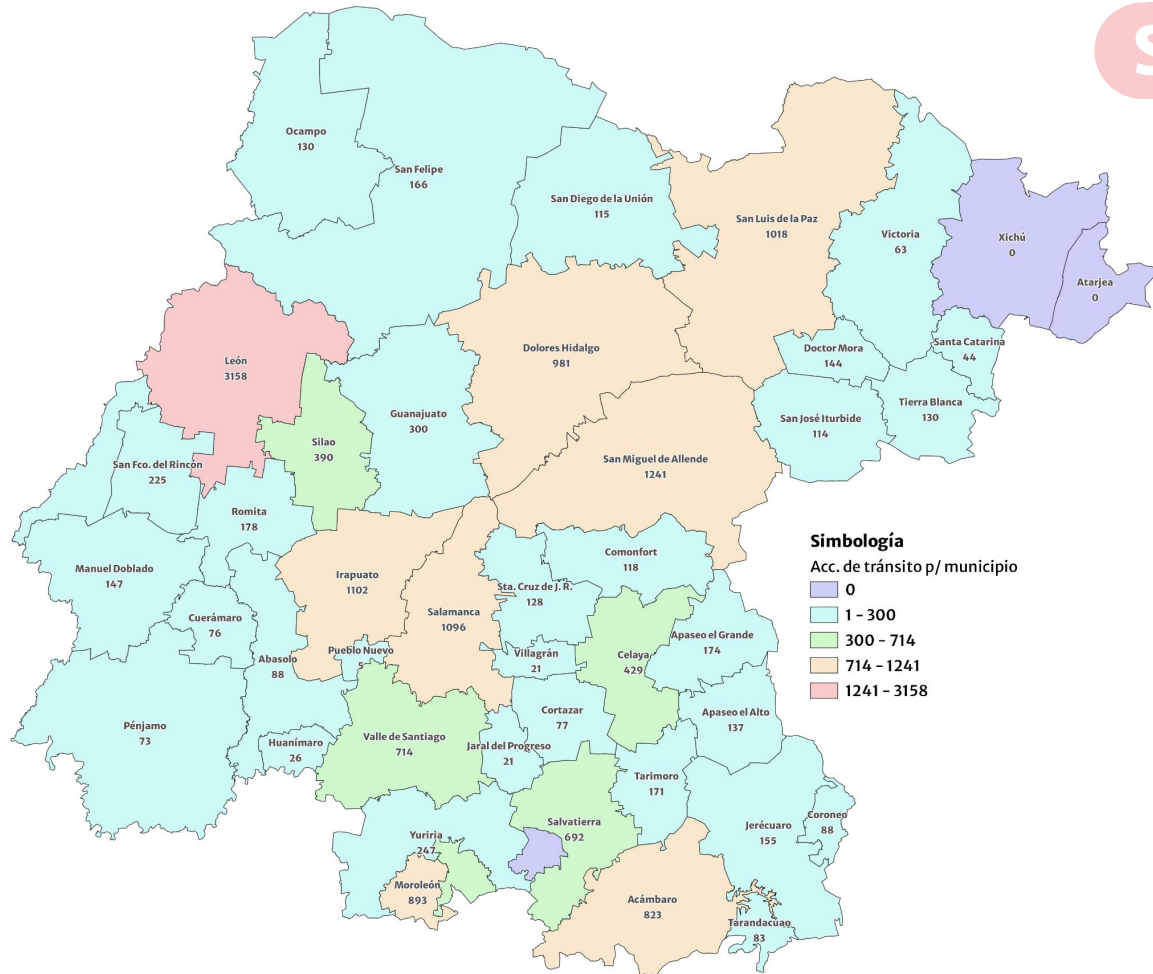 S
Ocampo
130
San Felipe
166
San Diego de la Unión
115
San Luis de la Paz
1018
Victoria
63
Xichú
0
Atarjea
0
León
3158
Dolores Hidalgo
981
Doctor Mora
144
Santa Catarina
44
Tierra Blanca
130
San José Iturbide
114
Guanajuato
300
Silao
390
San Miguel de Allende
1241
San Fco. del Rincón
225
Romita
178
Manuel Doblado
147
Irapuato
1102
Salamanca
1096
Comonfort
118
Sta. Cruz de J. R.
128
Cuerámaro
76
Abasolo
88
Pueblo Nuevo
5
Villagrán
21
Celaya
429
Apaseo el Grande
174
Pénjamo
73
Huanímaro
26
Valle de Santiago
714
Jaral del Progreso
21
Cortazar
77
Apaseo el Alto
137
Tarimoro
171
Salvatierra
692
Yuriria
247
Moroleón
893
Acámbaro
823
Jerécuaro
155
Coroneo
88
Tarandacuao
83
Simbología
Acc. de tránsito p/ municipio
0
1 - 300
300 - 714
714 - 1241
1241 - 3158